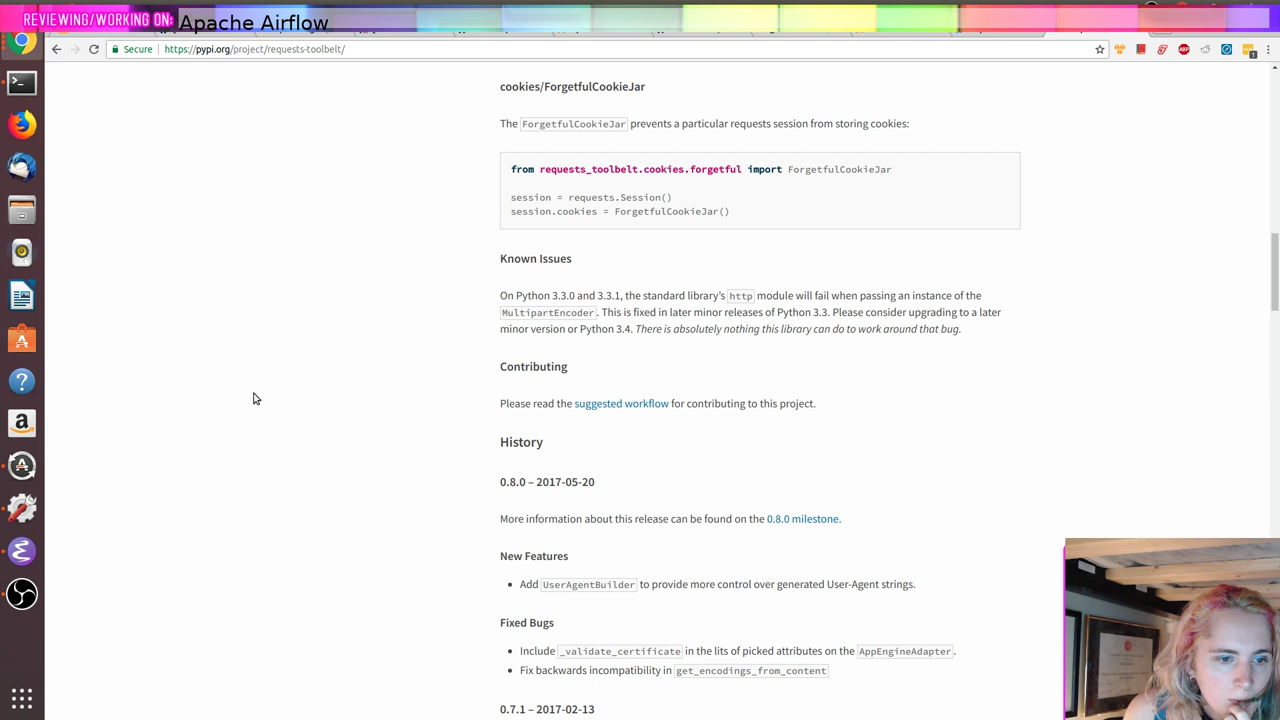 REVIEWING/WORKING ON: Apache Airflow
Secure https://pypi.org/project/requests-toolbelt/
cookies/ForgetfulCookieJar
The ForgetfulCookieJar prevents a particular requests session from storing cookies:
from requests_toolbelt.cookies.forgetful import ForgetfulCookieJar
session = requests.Session()
session.cookies = ForgetfulCookieJar()
Known Issues
On Python 3.3.0 and 3.3.1, the standard library’s http module will fail when passing an instance of the
MultipartEncoder. This is fixed in later minor releases of Python 3.3. Please consider upgrading to a later
minor version or Python 3.4. There is absolutely nothing this library can do to work around that bug.
Contributing
Please read the suggested workflow for contributing to this project.
History
0.8.0 – 2017-05-20
More information about this release can be found on the 0.8.0 milestone.
New Features
• Add UserAgentBuilder to provide more control over generated User-Agent strings.
Fixed Bugs
• Include _validate_certificate in the lits of picked attributes on the AppEngineAdapter.
• Fix backwards incompatibility in get_encodings_from_content
0.7.1 – 2017-02-13